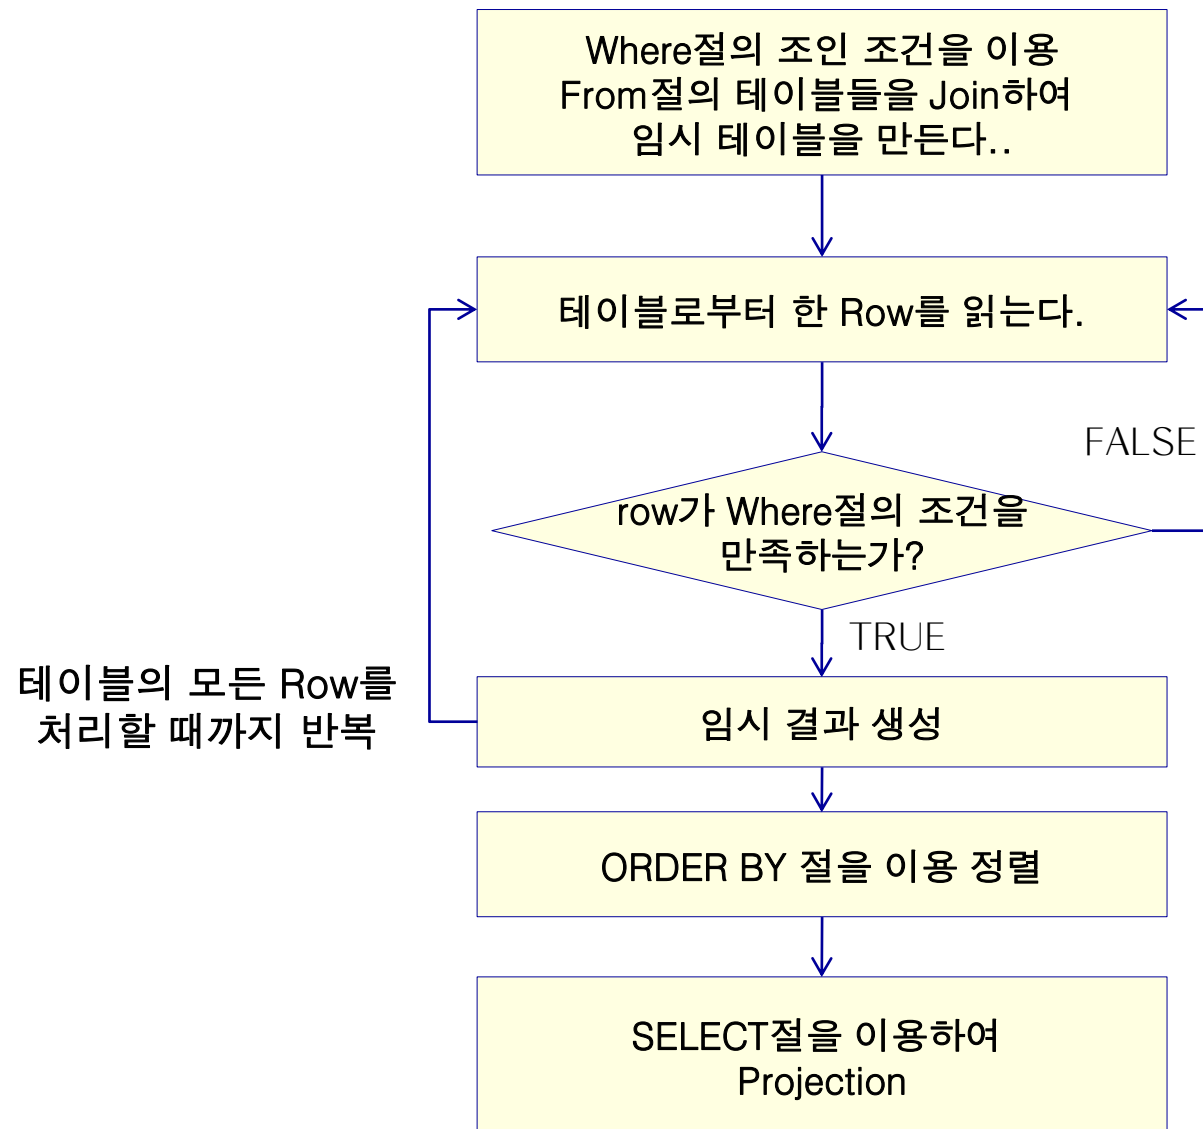 Where절의 조인 조건을 이용
From절의 테이블들을 Join하여
임시 테이블을 만든다..
테이블로부터 한 Row를 읽는다.
FALSE
row가 Where절의 조건을
만족하는가?
TRUE
테이블의 모든 Row를
처리할 때까지 반복
임시 결과 생성
ORDER BY 절을 이용 정렬
SELECT절을 이용하여
Projection